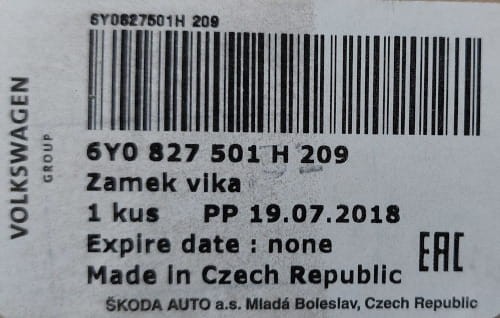 6Y0827501H 209
VOLKSWAGEN
GROUP
6Y0 827 501 H 209
Zamek vika
1 kus PP 19.07.2018
Expire date : none
Made in Czech Republic
EAC
ŠKODA AUTO a.s. Mladá Boleslav, Czech Republic